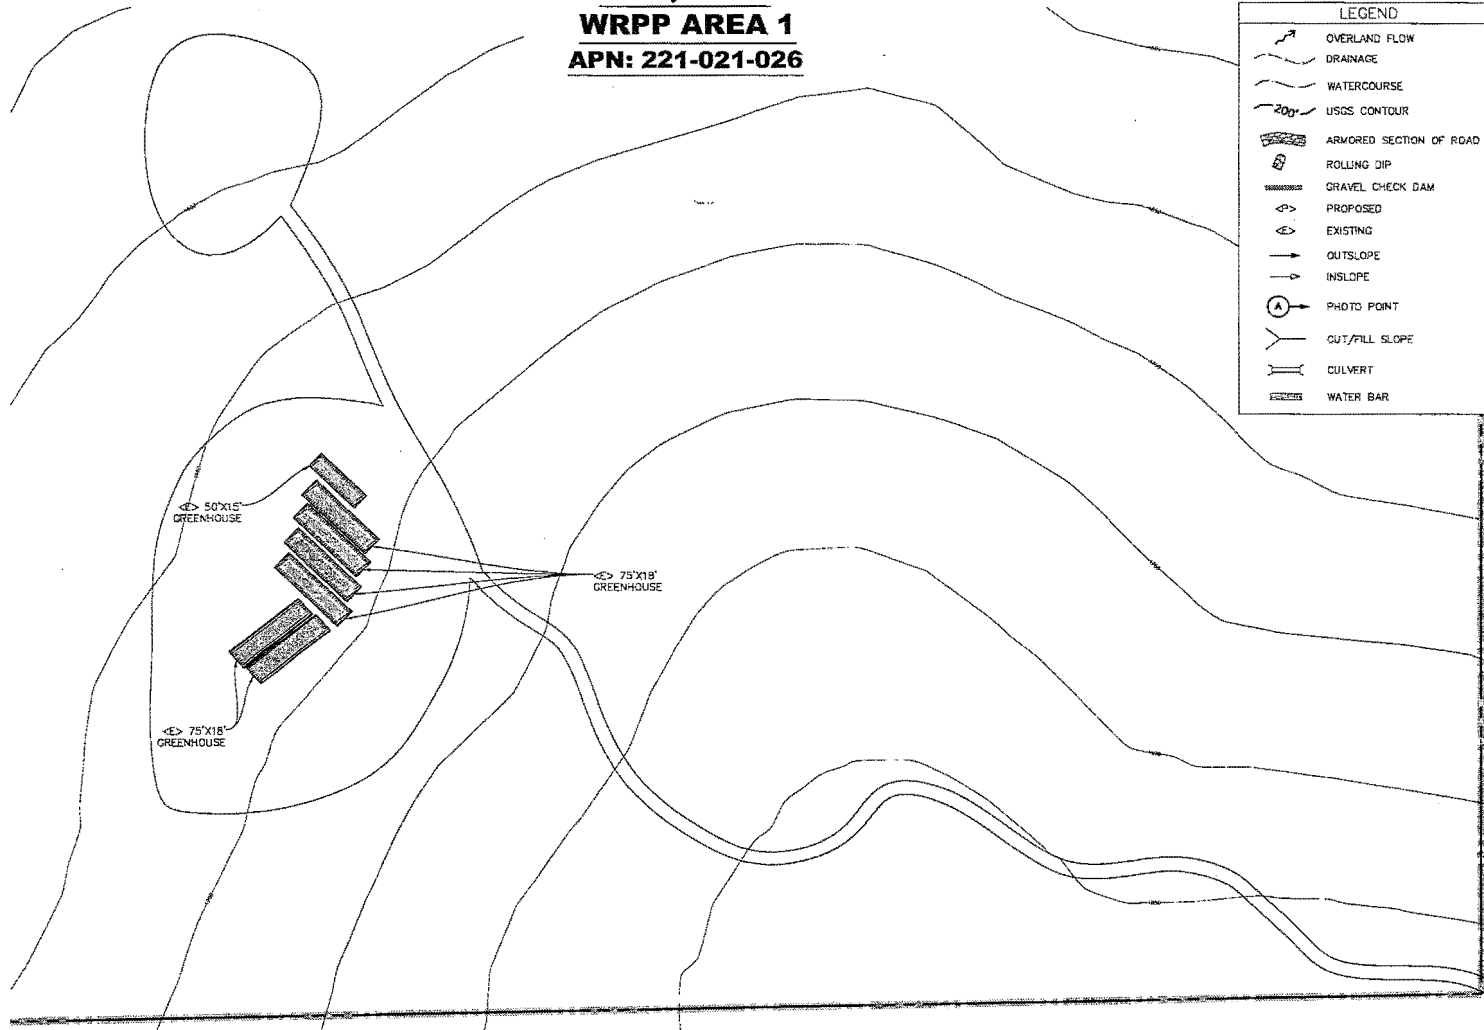 WRPP AREA 1
APN: 221-021-026
LEGEND
OVERLAND FLOW
DRAINAGE
WATERCOURSE
200' USGS CONTOUR
ARMORED SECTION OF ROAD
ROLLING DIP
GRAVEL CHECK DAM
<P> PROPOSED
<E> EXISTING
OUTSLOPE
INSLOPE
A PHOTO POINT
CUT/FILL SLOPE
CULVERT
WATER BAR
<E> 50'X15'
GREENHOUSE
<E> 75'X18'
GREENHOUSE
<E> 75'X18'
GREENHOUSE